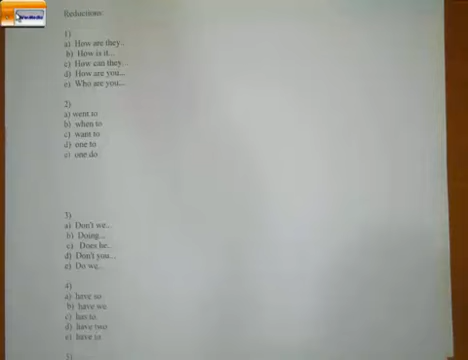 Reductions:
1)
a) How are they...
b) How is it...
c) How can they...
d) How are you...
e) Who are you...
2)
a) went to
b) when to
c) want to
d) one to
e) one do
3)
a) Don't we...
b) Doing...
c) Does he...
d) Don't you...
e) Do we...
4)
a) have so
b) have we
c) has to
d) have two
e) have to
5)